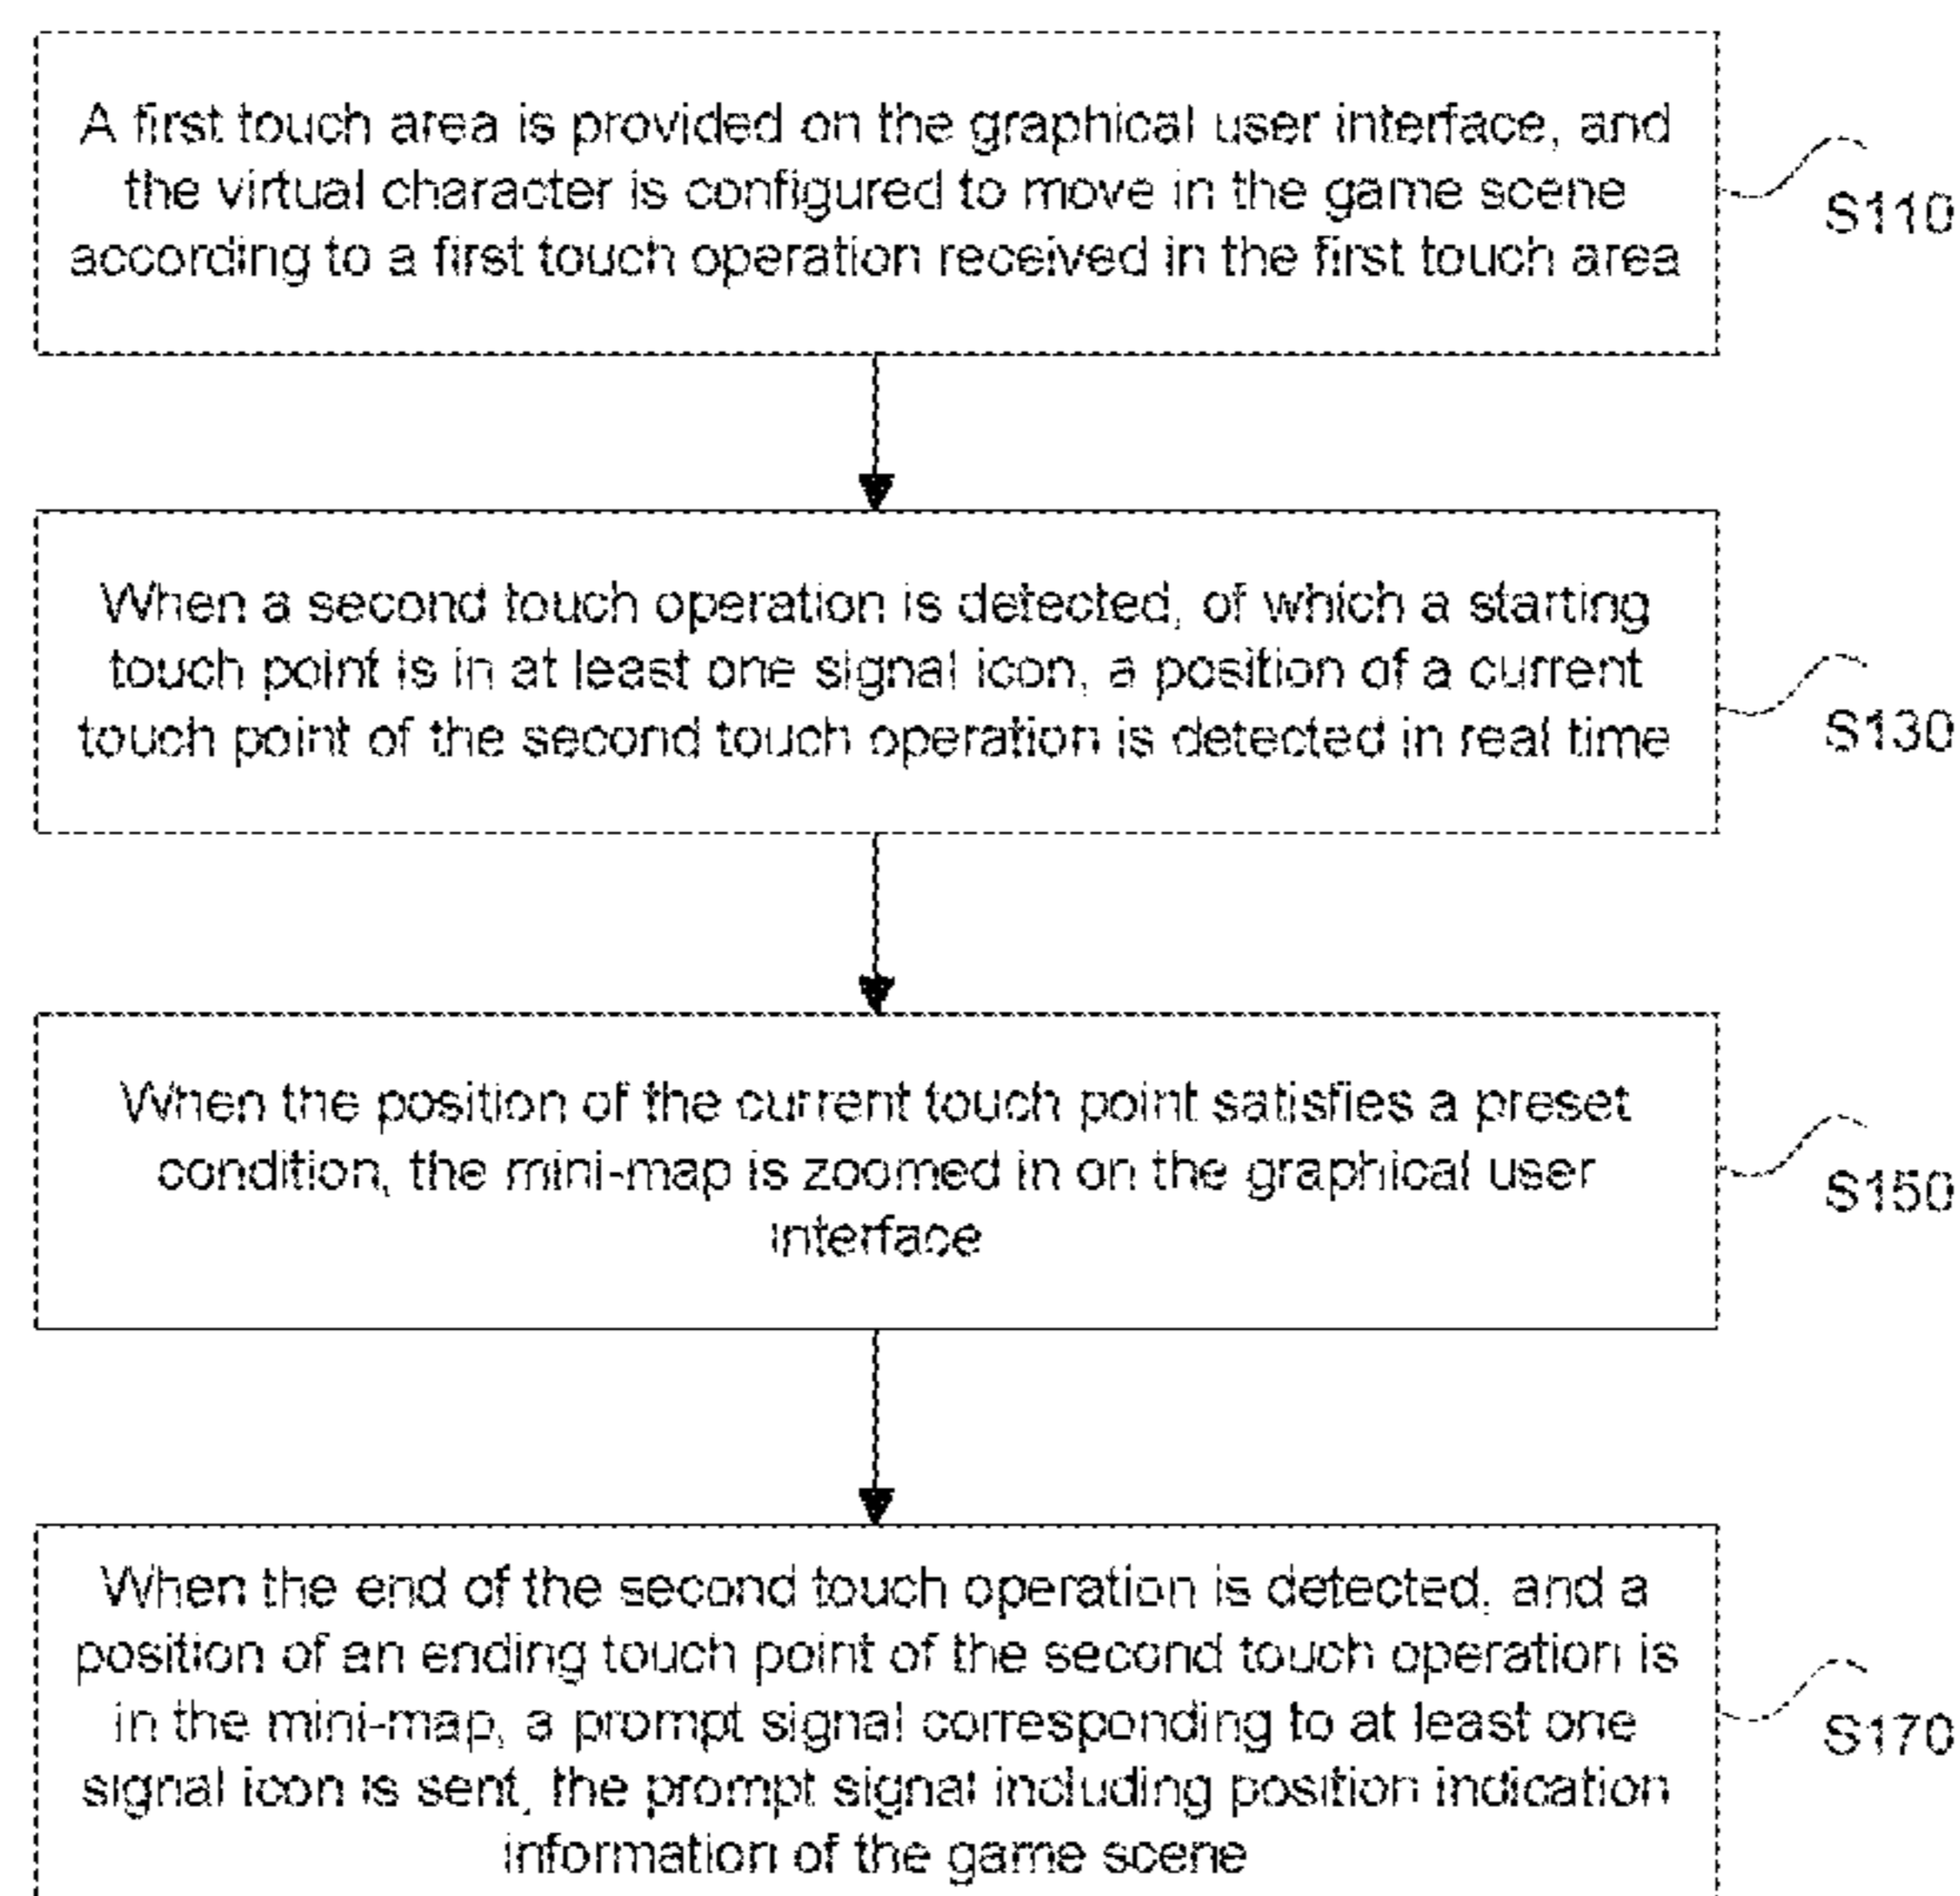 A first touch area is provided on the graphical user interface, and
the virtual character is configured to move in the game scene
according to a first touch operation received in the first touch area
S110
When a second touch operation is detected, of which a starting
touch point is in at least one signal icon, a position of a current
touch point of the second touch operation is detected in real time
S130
When the position of the current touch point satisfies a preset
condition, the mini-map is zoomed in on the graphical user
interface
S150
When the end of the second touch operation is detected, and a
position of an ending touch point of the second touch operation is
in the mini-map, a prompt signal corresponding to at least one
signal icon is sent, the prompt signal including position indication
information of the game scene
S170